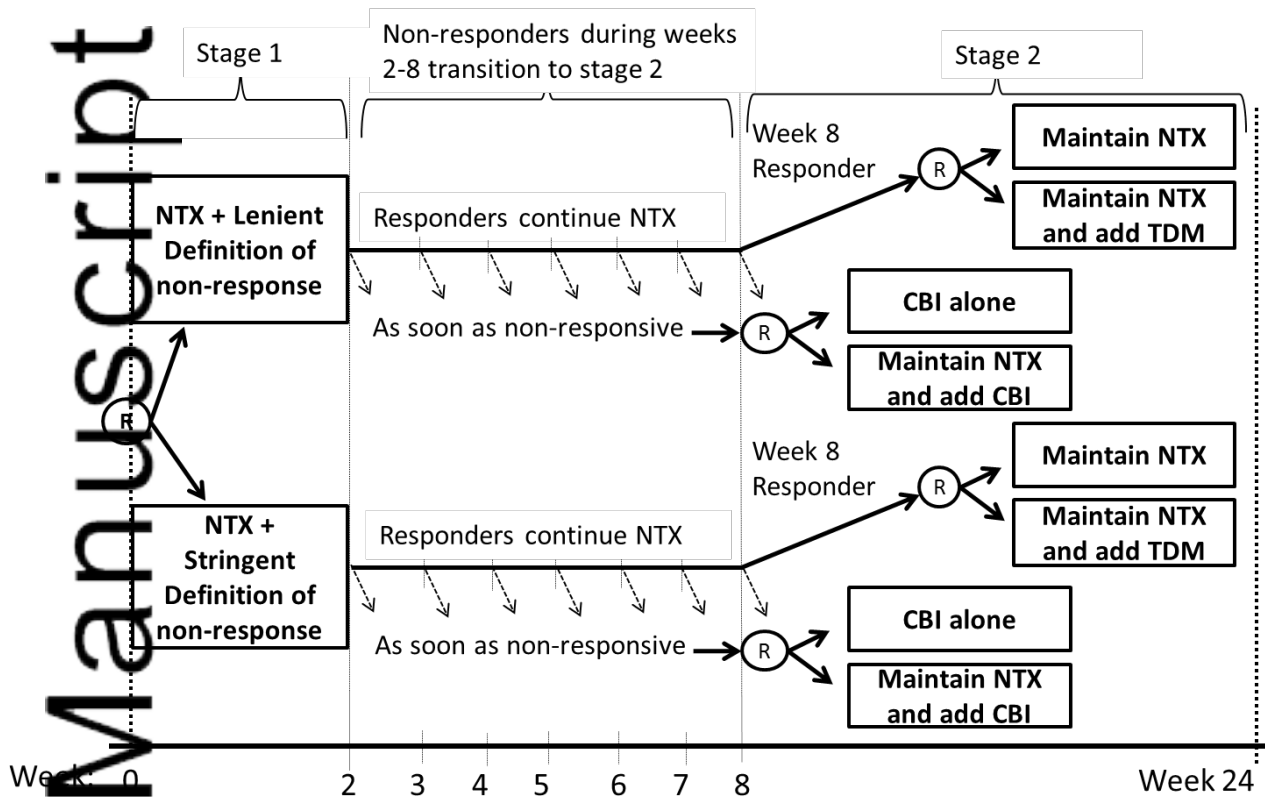 Manuscript
Stage 1
Non-responders during weeks
2-8 transition to stage 2
Stage 2
Week 8
Responder
R
Maintain NTX
Maintain NTX
and add TDM
NTX + Lenient
Definition of
non-response
Responders continue NTX
As soon as non-responsive
R
CBI alone
Maintain NTX
and add CBI
R
Week 8
Responder
R
Maintain NTX
Maintain NTX
and add TDM
NTX +
Stringent
Definition of
non-response
Responders continue NTX
As soon as non-responsive
R
CBI alone
Maintain NTX
and add CBI
Week: 0 2 3 4 5 6 7 8 Week 24